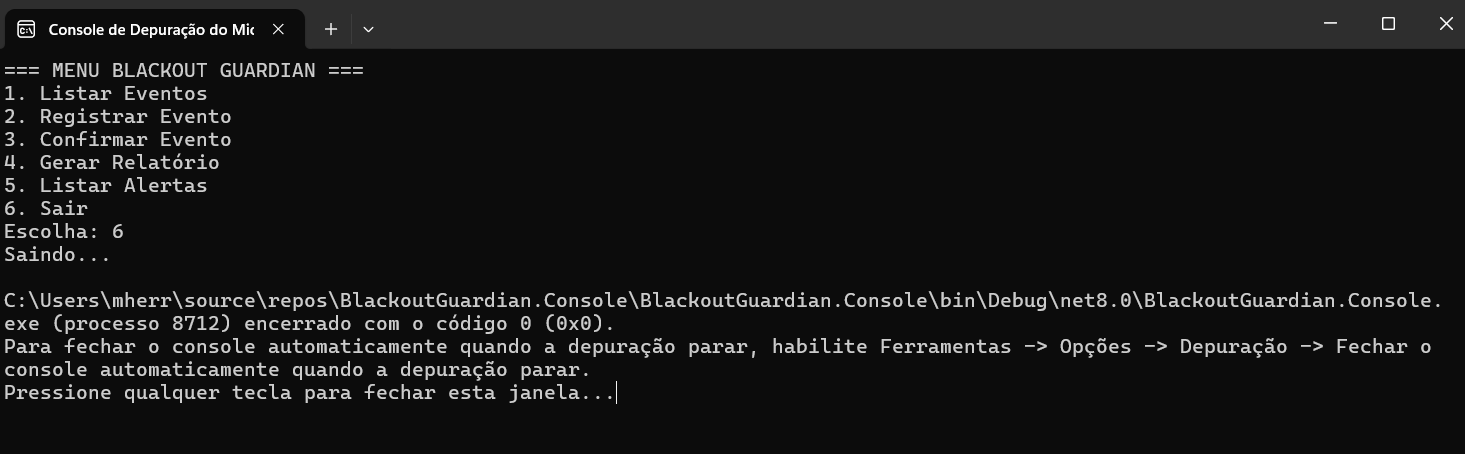 Console de Depuração do Mic
=== MENU BLACKOUT GUARDIAN ===
1. Listar Eventos
2. Registrar Evento
3. Confirmar Evento
4. Gerar Relatório
5. Listar Alertas
6. Sair
Escolha: 6
Saindo...
C:\Users\mherr\source\repos\BlackoutGuardian.Console\BlackoutGuardian.Console\bin\Debug\net8.0\BlackoutGuardian.Console.
exe (processo 8712) encerrado com o código 0 (0x0).
Para fechar o console automaticamente quando a depuração parar, habilite Ferramentas -> Opções -> Depuração -> Fechar o
console automaticamente quando a depuração parar.
Pressione qualquer tecla para fechar esta janela...